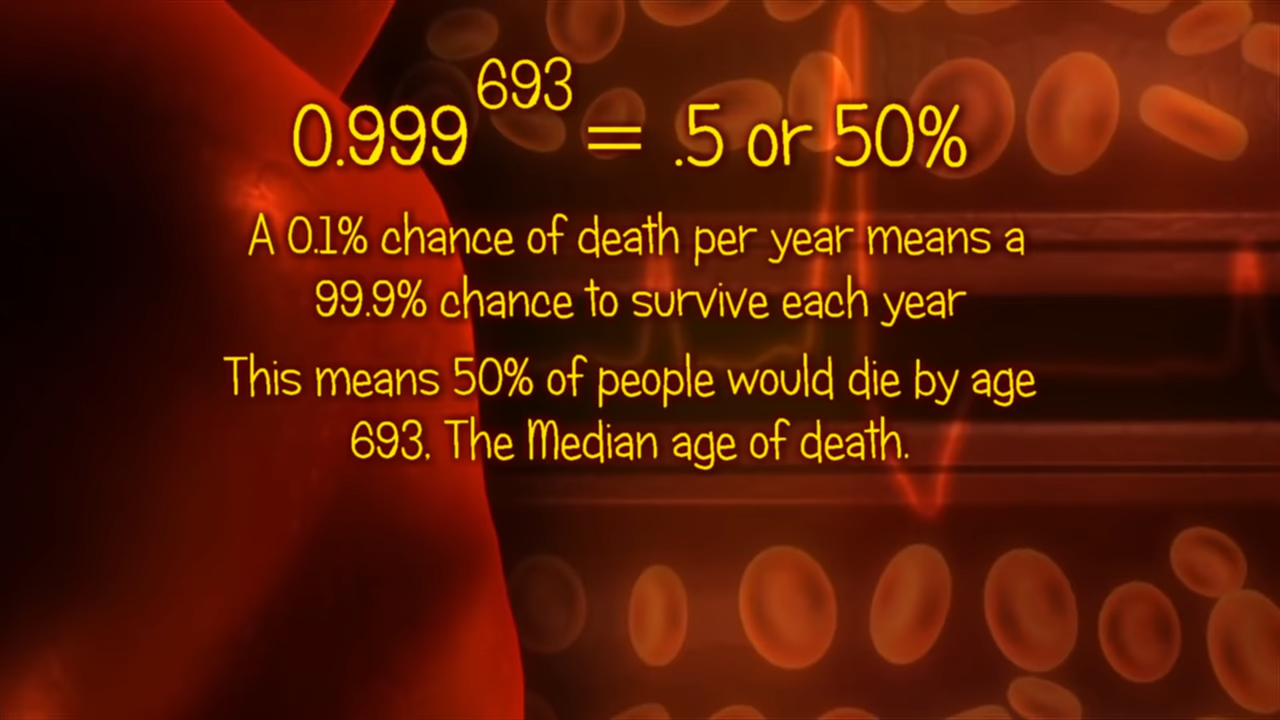 0.999^693 = .5 or 50%
A 0.1% chance of death per year means a
99.9% chance to survive each year
This means 50% of people would die by age
693. The Median age of death.